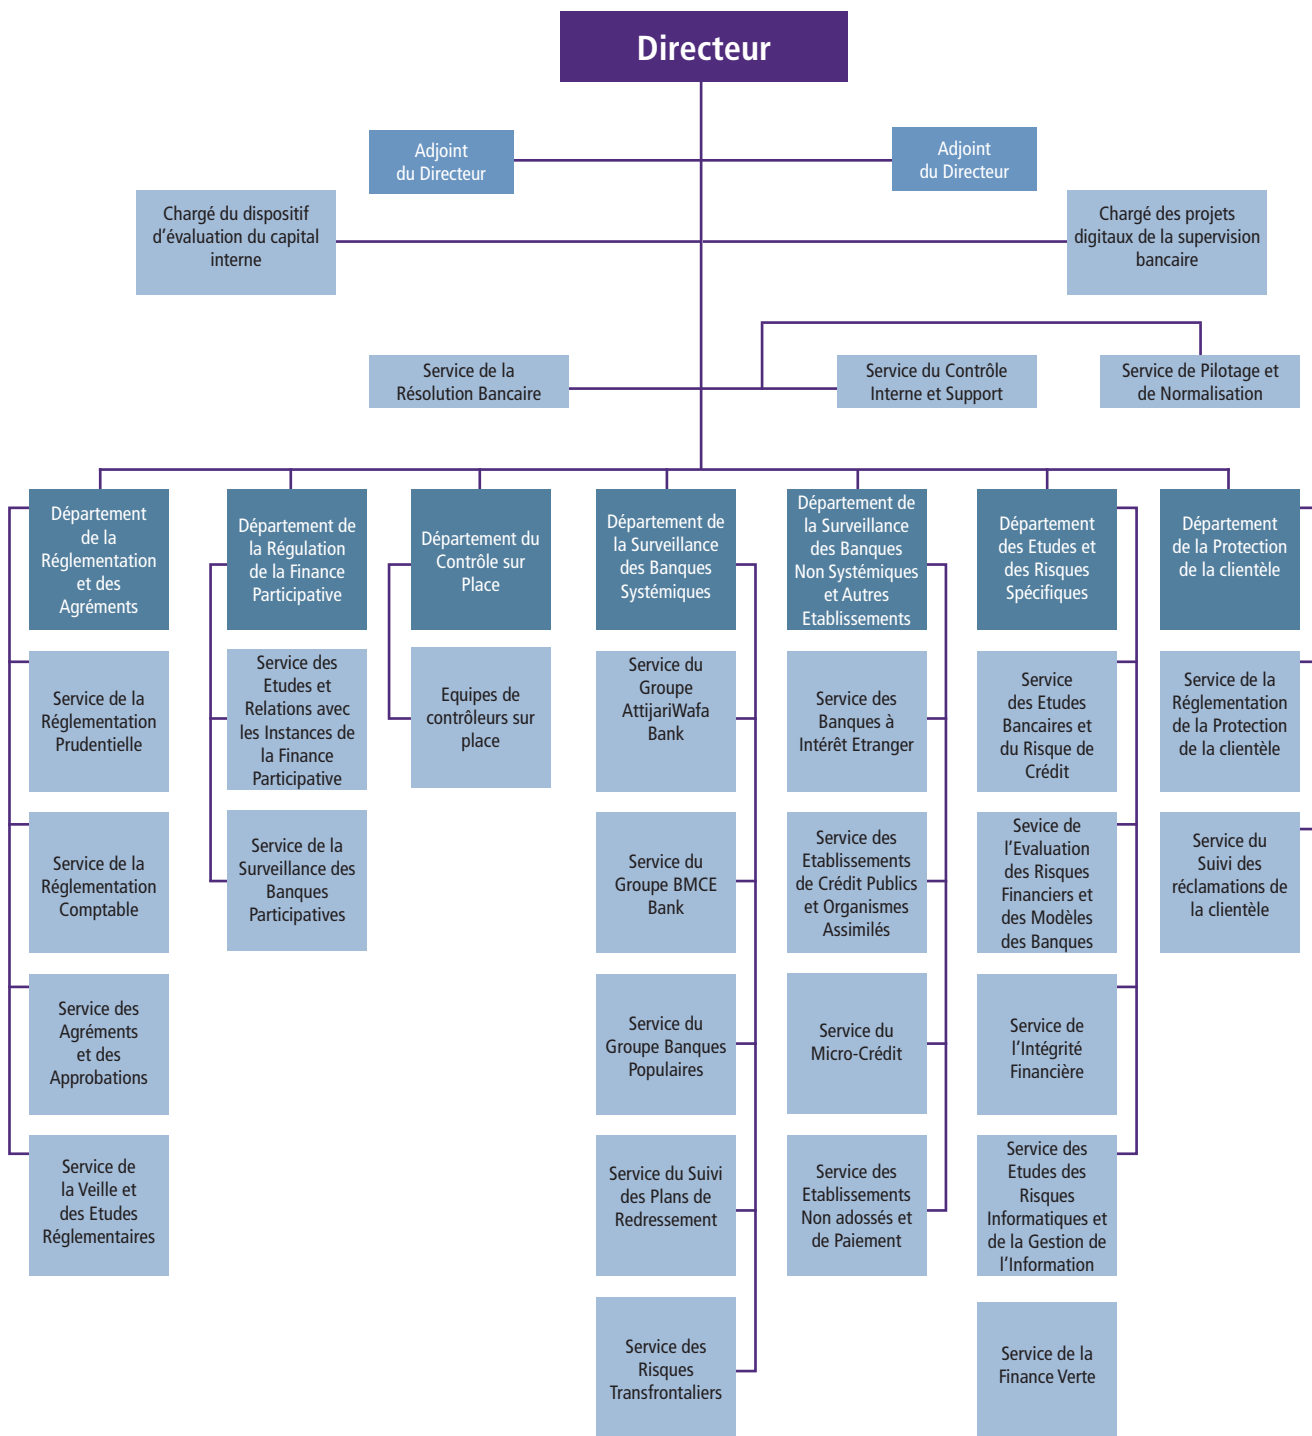 Directeur
Adjoint
du Directeur
Adjoint
du Directeur
Chargé du dispositif
d'évaluation du capital
interne
Chargé des projets
digitaux de la supervision
bancaire
Service de la
Résolution Bancaire
Service du Contrôle
Interne et Support
Service de Pilotage et
de Normalisation
Département
de la
Réglementation
et des
Agréments
Service de la
Réglementation
Prudentielle
Service de la
Réglementation
Comptable
Service des
Agréments
et des
Approbations
Service de
la Veille et
des Etudes
Réglementaires
Département de
la Régulation
de la Finance
Participative
Service des
Etudes et
Relations avec
les Instances de
la Finance
Participative
Service de la
Surveillance des
Banques
Participatives
Département du
Contrôle sur
Place
Equipes de
contrôleurs sur
place
Département de
la Surveillance
des Banques
Systémiques
Service du
Groupe
AttijariWafa
Bank
Service du
Groupe BMCE
Bank
Service du
Groupe Banques
Populaires
Service du Suivi
des Plans de
Redressement
Service des
Risques
Transfrontaliers
Département de
la Surveillance
des Banques
Non Systémiques
et Autres
Etablissements
Service des
Banques à
Intérêt Etranger
Service des
Etablissements
de Crédit Publics
et Organismes
Assimilés
Service du
Micro-Crédit
Service des
Etablissements
Non adossés et
de Paiement
Département
des Etudes et
des Risques
Spécifiques
Service
des Etudes
Bancaires et
du Risque de
Crédit
Sevice de
l'Evaluation
des Risques
Financiers et
des Modèles
des Banques
Service de
l'Intégrité
Financière
Service des
Etudes des
Risques
Informatiques et
de la Gestion de
l'Information
Service de la
Finance Verte
Département
de la Protection
de la clientèle
Service de la
Réglementation
de la Protection
de la clientèle
Service du
Suivi des
réclamations de
la clientèle